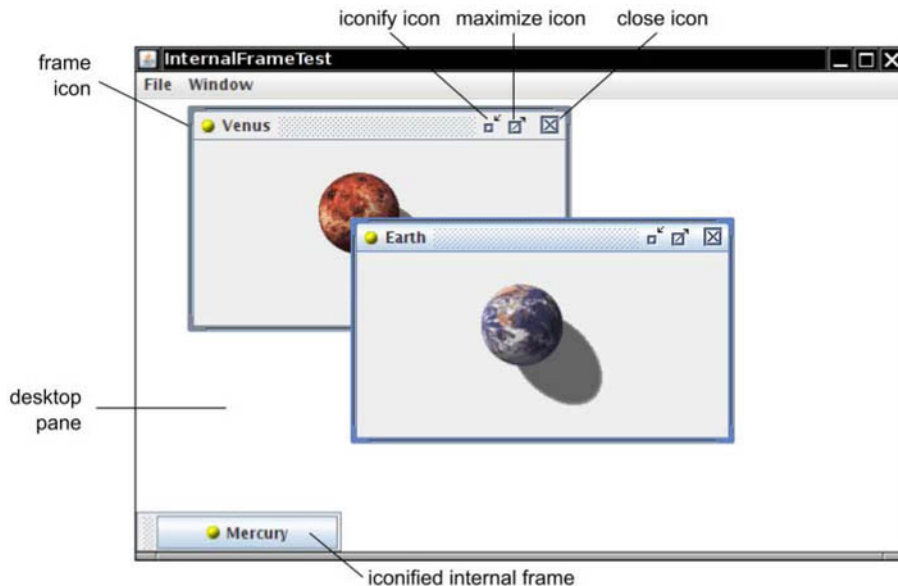 iconify icon
maximize icon
close icon
frame
icon
InternalFrameTest
File Window
Venus
Earth
desktop
pane
Mercury
iconified internal frame